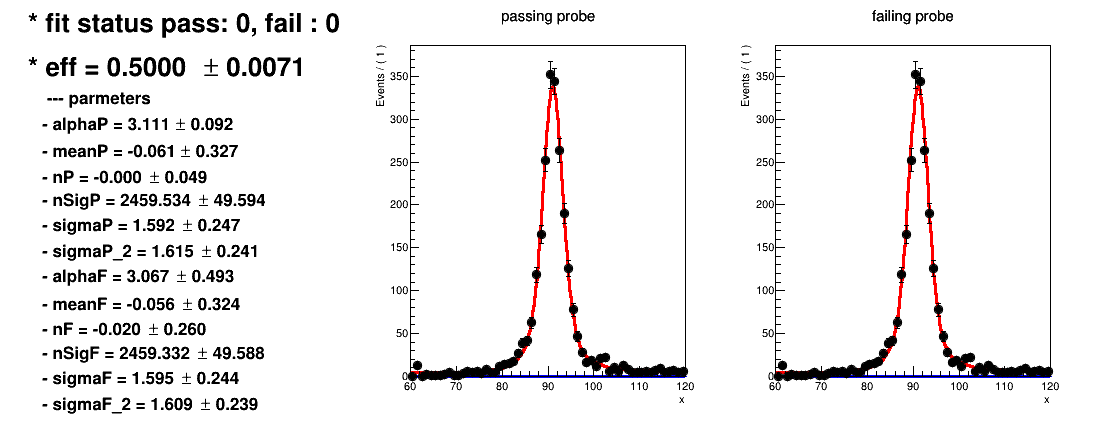 * fit status pass: 0, fail : 0
* eff = 0.5000 ± 0.0071
--- parmeters
- alphaP = 3.111 ± 0.092
- meanP = -0.061 ± 0.327
- nP = -0.000 ± 0.049
- nSigP = 2459.534 ± 49.594
- sigmaP = 1.592 ± 0.247
- sigmaP_2 = 1.615 ± 0.241
- alphaF = 3.067 ± 0.493
- meanF = -0.056 ± 0.324
- nF = -0.020 ± 0.260
- nSigF = 2459.332 ± 49.588
- sigmaF = 1.595 ± 0.244
- sigmaF_2 = 1.609 ± 0.239
passing probe
Events / ( 1 )
350
300
250
200
150
100
50
0
60 70 80 90 100 110 120
x
failing probe
Events / ( 1 )
350
300
250
200
150
100
50
0
60 70 80 90 100 110 120
x